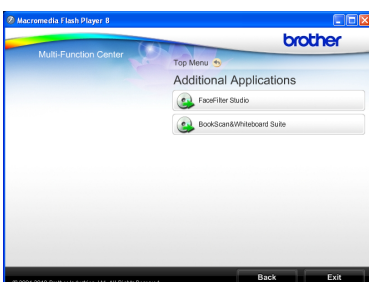 Macromedia Flash Player 8
brother
Multi-Function Center
Top Menu
Additional Applications
FaceFilter Studio
BookScan&Whiteboard Suite
Back Exit